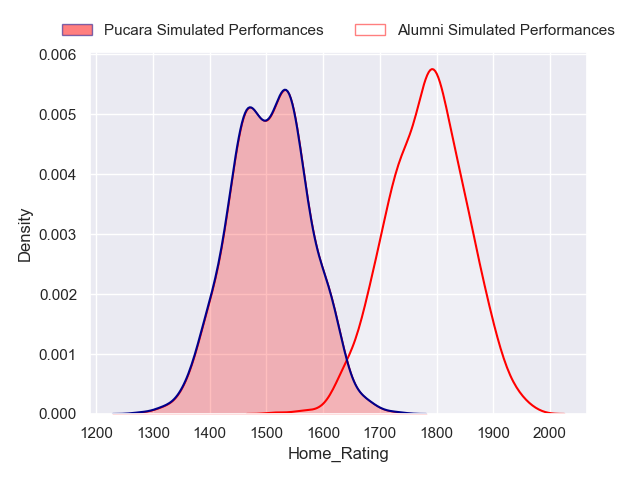 Pucara Simulated Performances Alumni Simulated Performances
0.006
0.005
0.004
0.003
0.002
0.001
0.000
Density
1200 1300 1400 1500 1600 1700 1800 1900 2000
Home_Rating